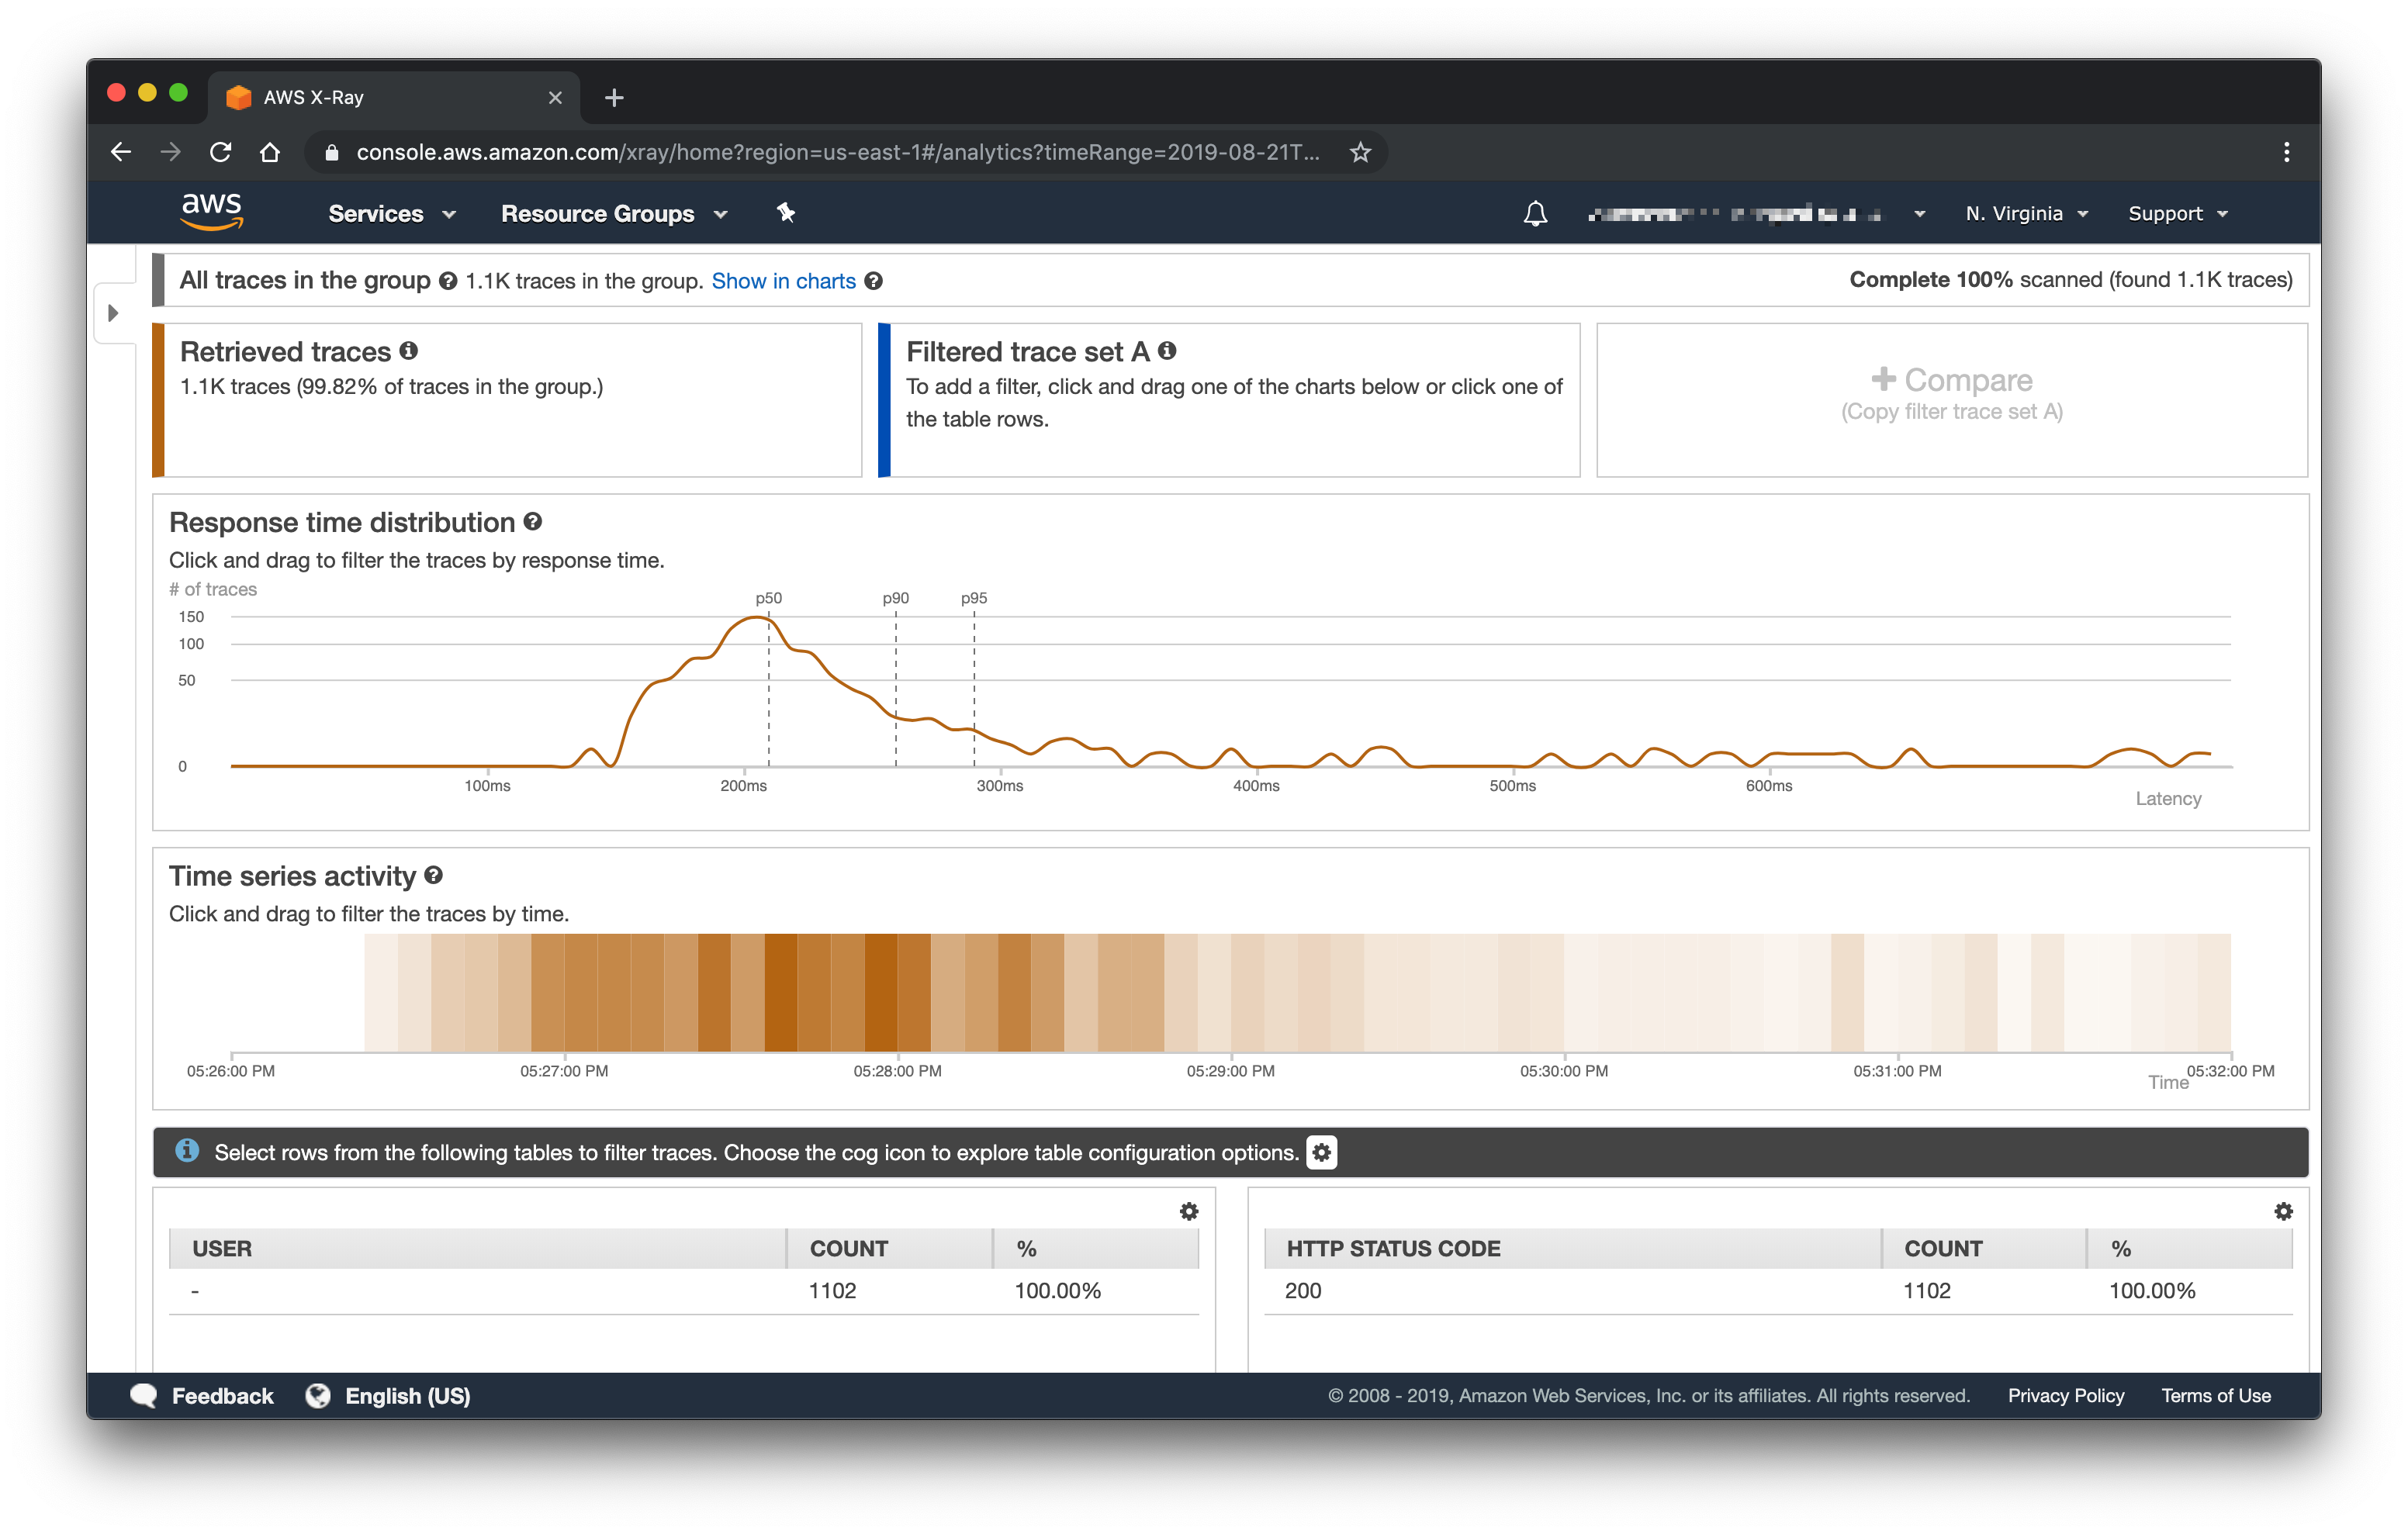 AWS X-Ray
console.aws.amazon.com/xray/home?region=us-east-1#/analytics?timeRange=2019-08-21T...
aws Services Resource Groups N. Virginia Support
All traces in the group 1.1K traces in the group. Show in charts Complete 100% scanned (found 1.1K traces)
Retrieved traces
1.1K traces (99.82% of traces in the group.)
Filtered trace set A
To add a filter, click and drag one of the charts below or click one of
the table rows.
Compare
(Copy filter trace set A)
Response time distribution
Click and drag to filter the traces by response time.
# of traces
p50 p90 p95
150
100
50
0
100ms 200ms 300ms 400ms 500ms 600ms
Latency
Time series activity
Click and drag to filter the traces by time.
05:26:00 PM 05:27:00 PM 05:28:00 PM 05:29:00 PM 05:30:00 PM 05:31:00 PM 05:32:00 PM
Time
Select rows from the following tables to filter traces. Choose the cog icon to explore table configuration options.
USER COUNT %
- 1102 100.00%
HTTP STATUS CODE COUNT %
200 1102 100.00%
Feedback English (US) © 2008 - 2019, Amazon Web Services, Inc. or its affiliates. All rights reserved. Privacy Policy Terms of Use